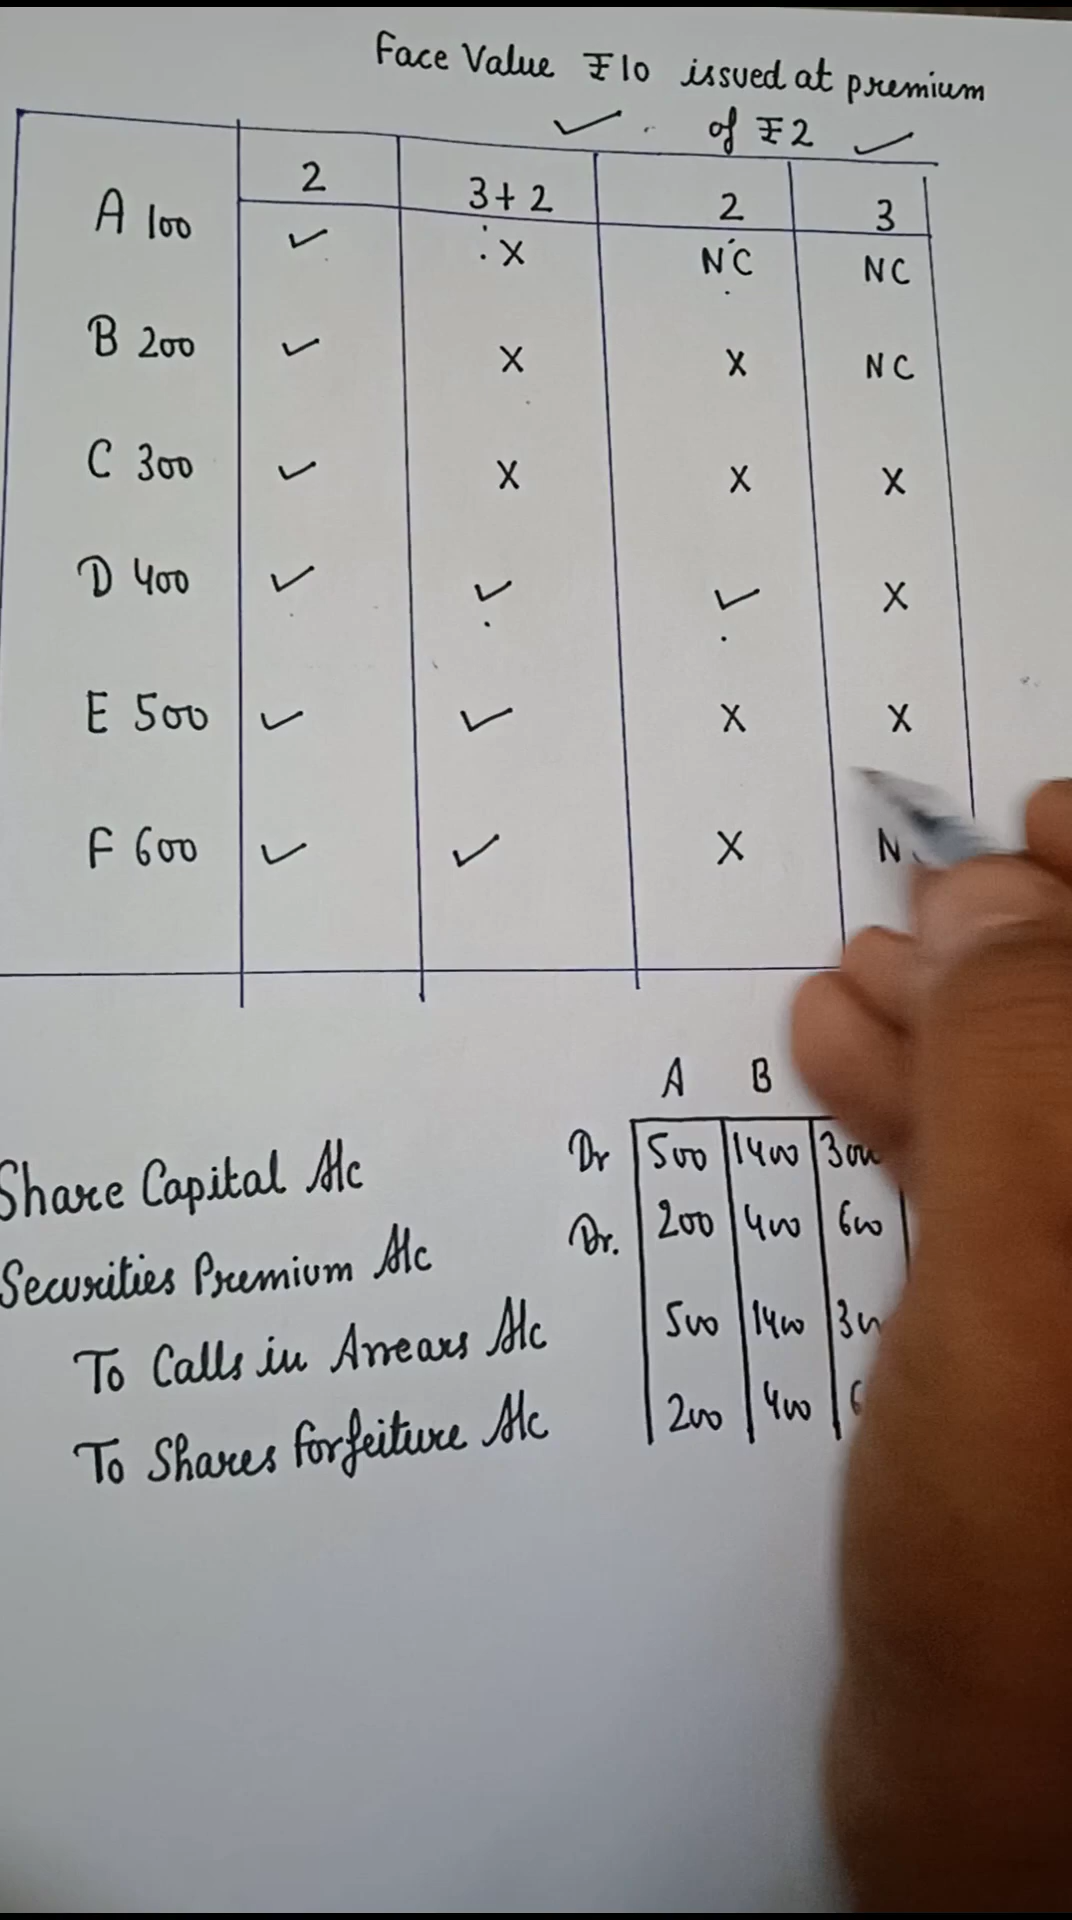 Face Value ₹10 issued at premium
✓ of ₹2 ✓
2 3+2 2 3
A 100 ✓ X NC NC
B 200 ✓ X X NC
C 300 ✓ X X X
D 400 ✓ ✓ ✓ X
E 500 ✓ ✓ X X
F 600 ✓ ✓ X N
A B
Share Capital A/c Dr 500 1400
Securities Premium A/c Dr. 200 400 600
To Calls in Arrears A/c 500 1400
To Shares Forfeiture A/c 200 400